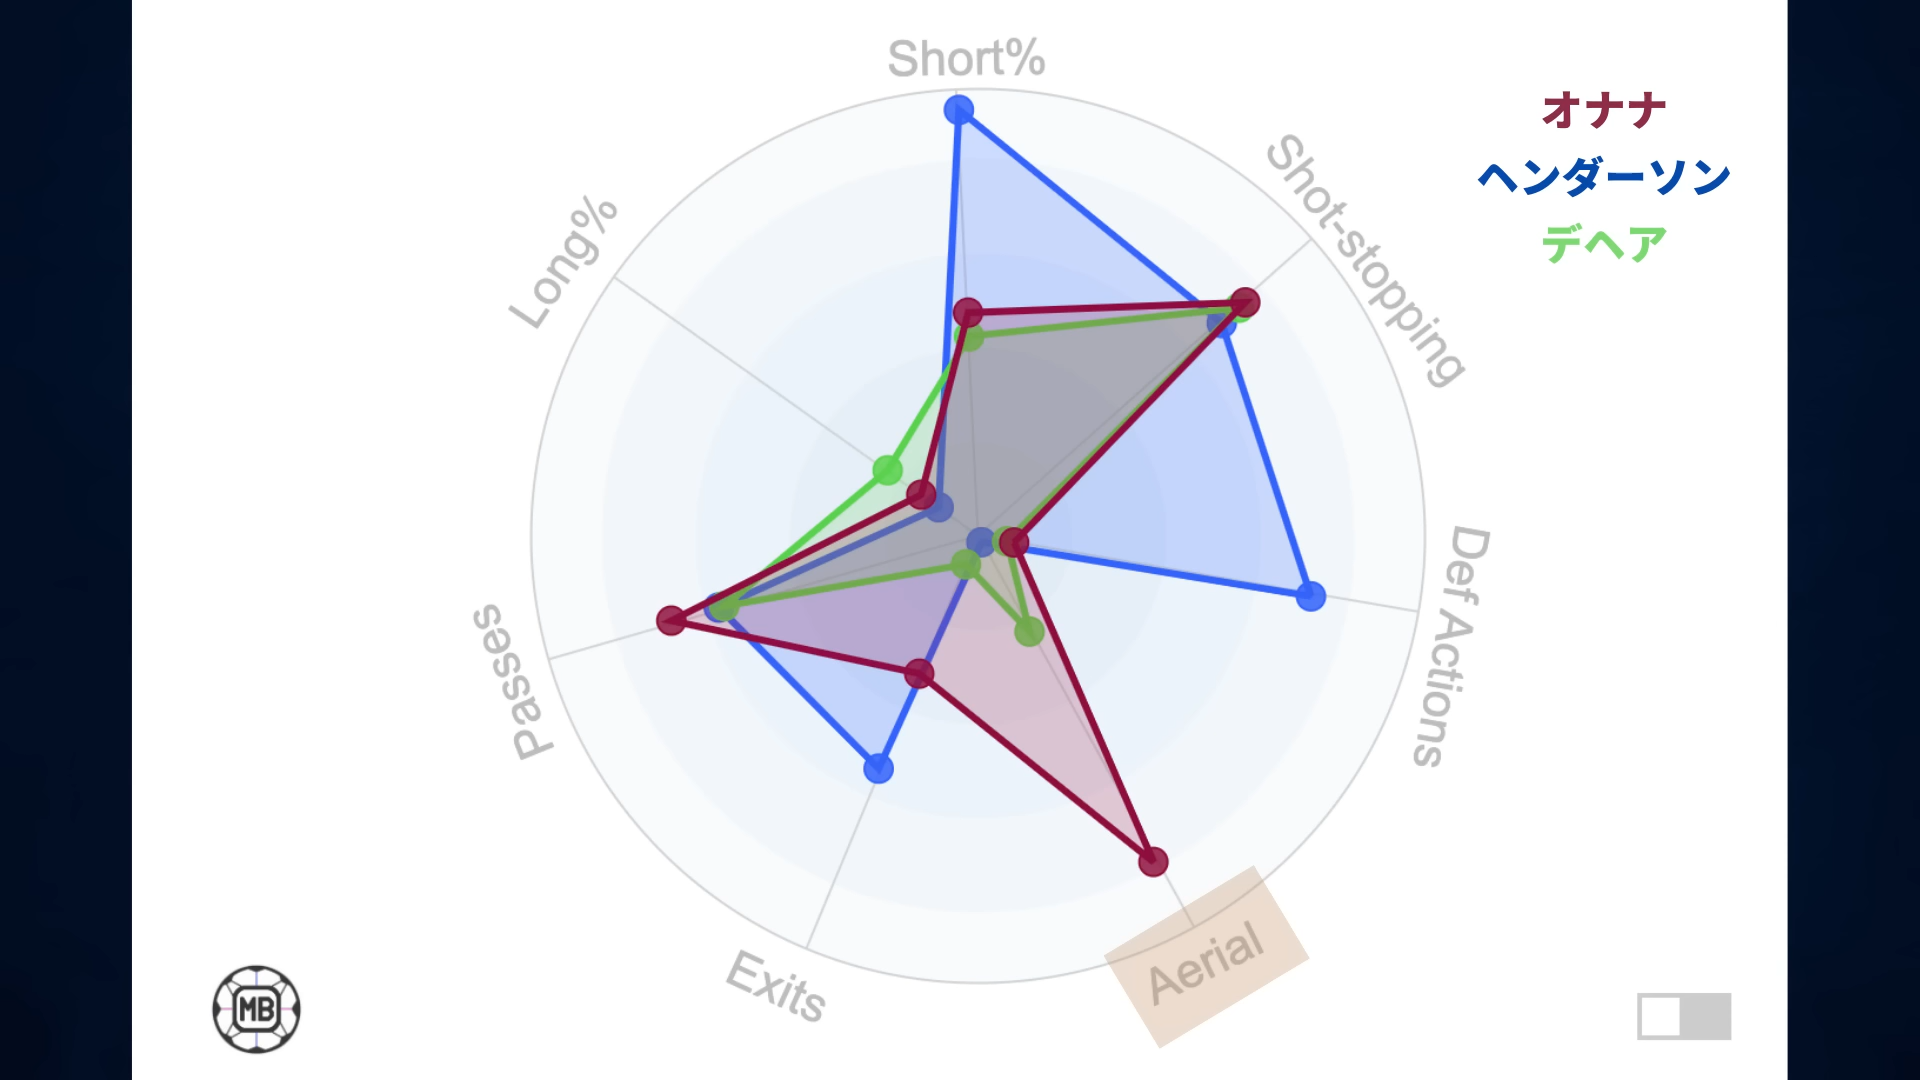 Short%
オナナ
ヘンダーソン
デヘア
Shot-stopping
Long%
Def Actions
Passes
Aerial
Exits
MB